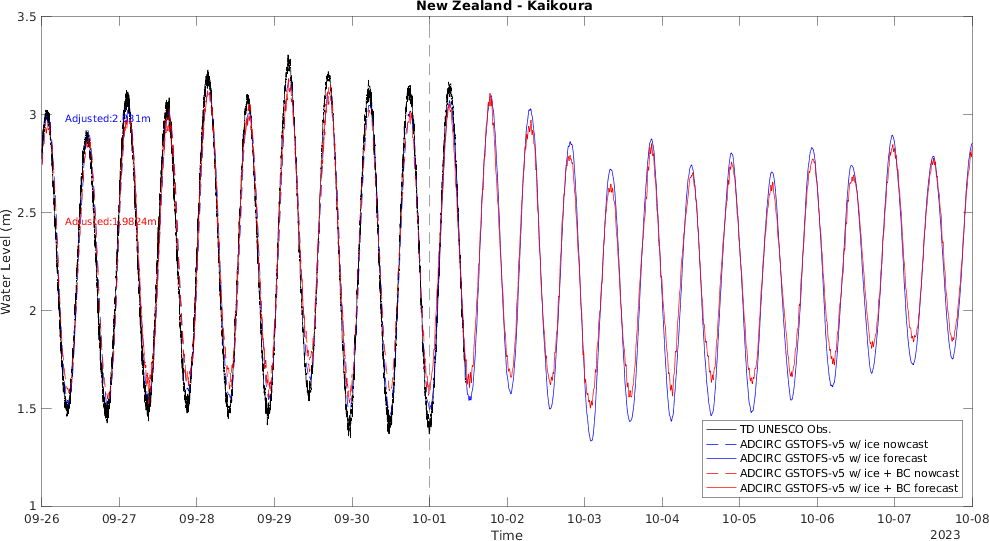 New Zealand - Kaikoura
3.5
3
2.5
2
1.5
1
Water Level (m)
Adjusted:1.9824m
TD UNESCO Obs.
ADCIRC GSTOFS-v5 w/ ice nowcast
ADCIRC GSTOFS-v5 w/ ice forecast
ADCIRC GSTOFS-v5 w/ ice + BC nowcast
ADCIRC GSTOFS-v5 w/ ice + BC forecast
09-26 09-27 09-28 09-29 09-30 10-01 10-02 10-03 10-04 10-05 10-06 10-07 10-08
Time
2023